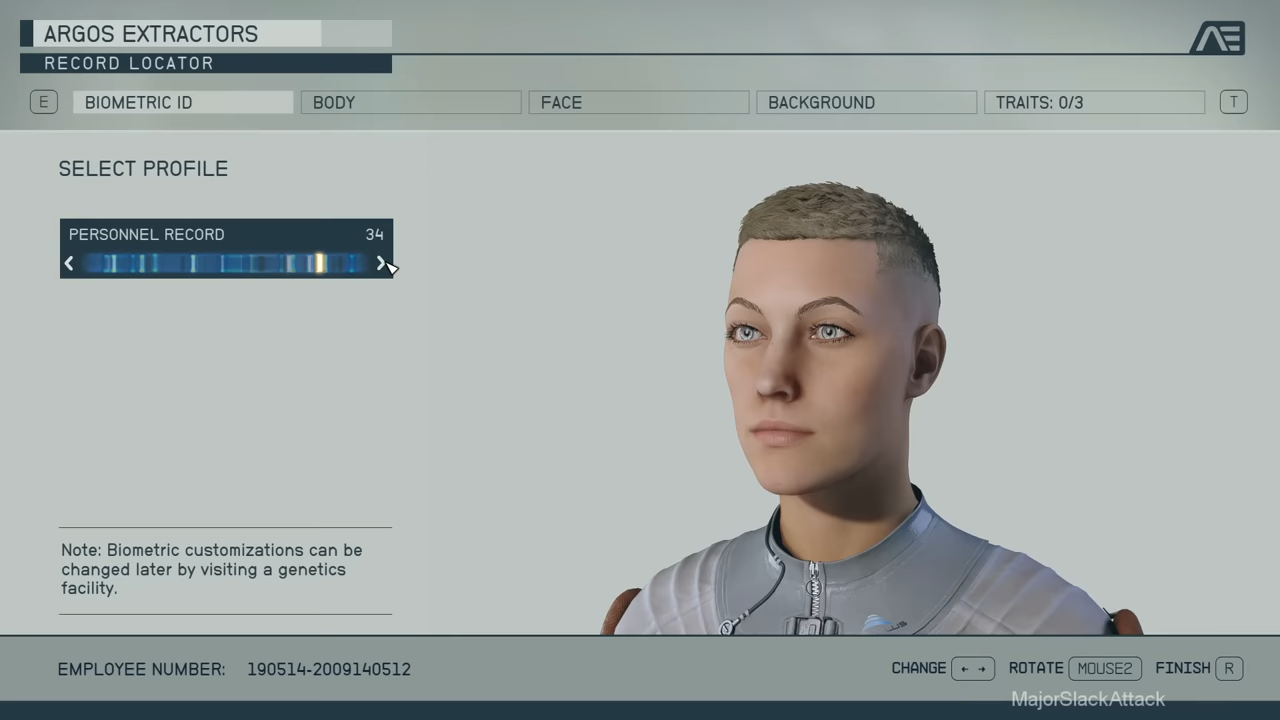 ARGOS EXTRACTORS
RECORD LOCATOR
AE
E
BIOMETRIC ID
BODY
FACE
BACKGROUND
TRAITS: 0/3
T
SELECT PROFILE
PERSONNEL RECORD
34
Note: Biometric customizations can be
changed later by visiting a genetics
facility.
EMPLOYEE NUMBER: 190514-2009140512
CHANGE ← → ROTATE MOUSE2 FINISH R
MajorSlackAttack